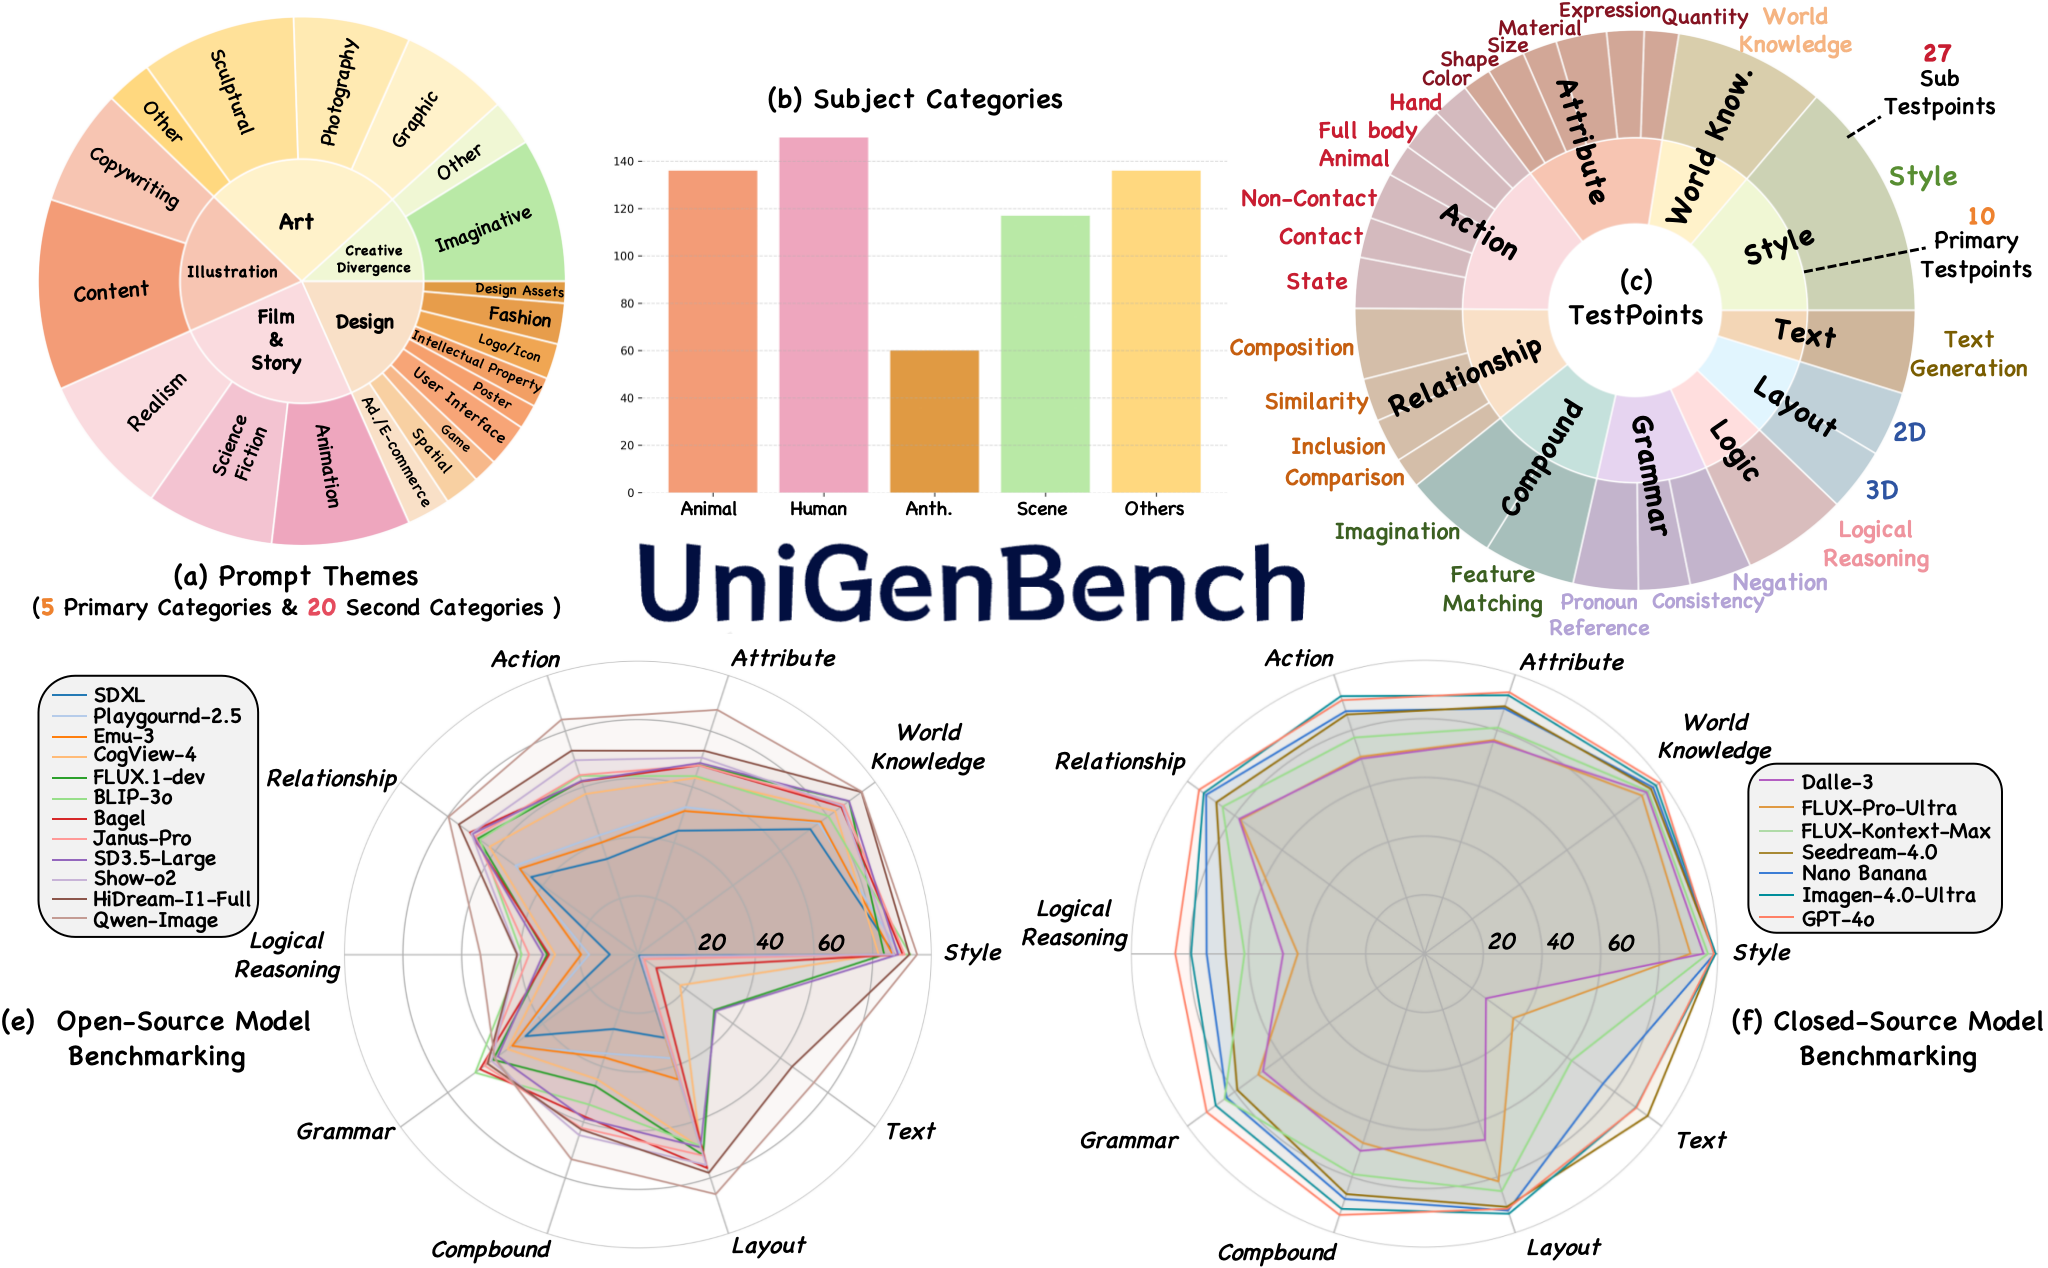 Other
Sculptural
Photography
Graphic
Other
Imaginative
Copywriting
Content
Art
Creative
Divergence
Illustration
Film
&
Story
Design
Design Assets
Fashion
Logo/Icon
Intellectual Property
Poster
User Interface
Game
Spatial
Ad./E-commerce
Animation
Science
Fiction
Realism
(a) Prompt Themes
(5 Primary Categories & 20 Second Categories )
(b) Subject Categories
140
120
100
80
60
40
20
0
Animal
Human
Anth.
Scene
Others
UniGenBench
Expression
Quantity
Material
Size
Shape
Color
Hand
Full body
Animal
Non-Contact
Contact
State
Composition
Similarity
Inclusion
Comparison
Imagination
Feature
Matching
Pronoun
Reference
Consistency
Negation
Logical
Reasoning
3D
2D
Text
Generation
Style
World
Knowledge
27
Sub
Testpoints
10
Primary
Testpoints
Attribute
World Know.
Style
Text
Layout
Logic
Grammar
Compound
Relationship
Action
(c)
TestPoints
SDXL
Playgournd-2.5
Emu-3
CogView-4
FLUX.1-dev
BLIP-3o
Bagel
Janus-Pro
SD3.5-Large
Show-o2
HiDream-I1-Full
Qwen-Image
Action
Attribute
World
Knowledge
Relationship
Logical
Reasoning
20
40
60
Style
Grammar
Compbound
Layout
Text
(e) Open-Source Model
Benchmarking
Action
Attribute
World
Knowledge
Relationship
Logical
Reasoning
20
40
60
Style
Grammar
Compbound
Layout
Text
Dalle-3
FLUX-Pro-Ultra
FLUX-Kontext-Max
Seedream-4.0
Nano Banana
Imagen-4.0-Ultra
GPT-4o
(f) Closed-Source Model
Benchmarking